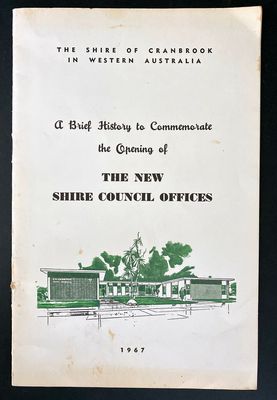 THE SHIRE OF CRANBROOK
IN WESTERN AUSTRALIA
A Brief History to Commemorate
the Opening of
THE NEW
SHIRE COUNCIL OFFICES
1967